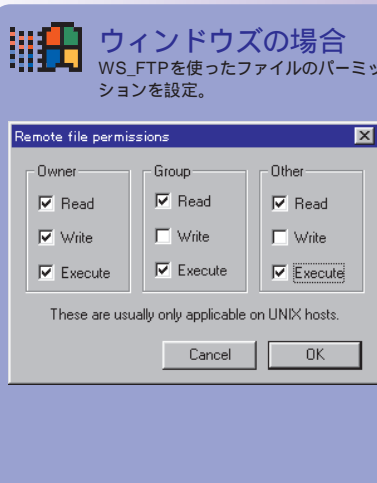 ウィンドウズの場合
WS_FTPを使ったファイルのパーミッ
ションを設定。
Remote file permissions
Owner
Read
Write
Execute
Group
Read
Write
Execute
Other
Read
Write
Execute
These are usually only applicable on UNIX hosts.
Cancel
OK